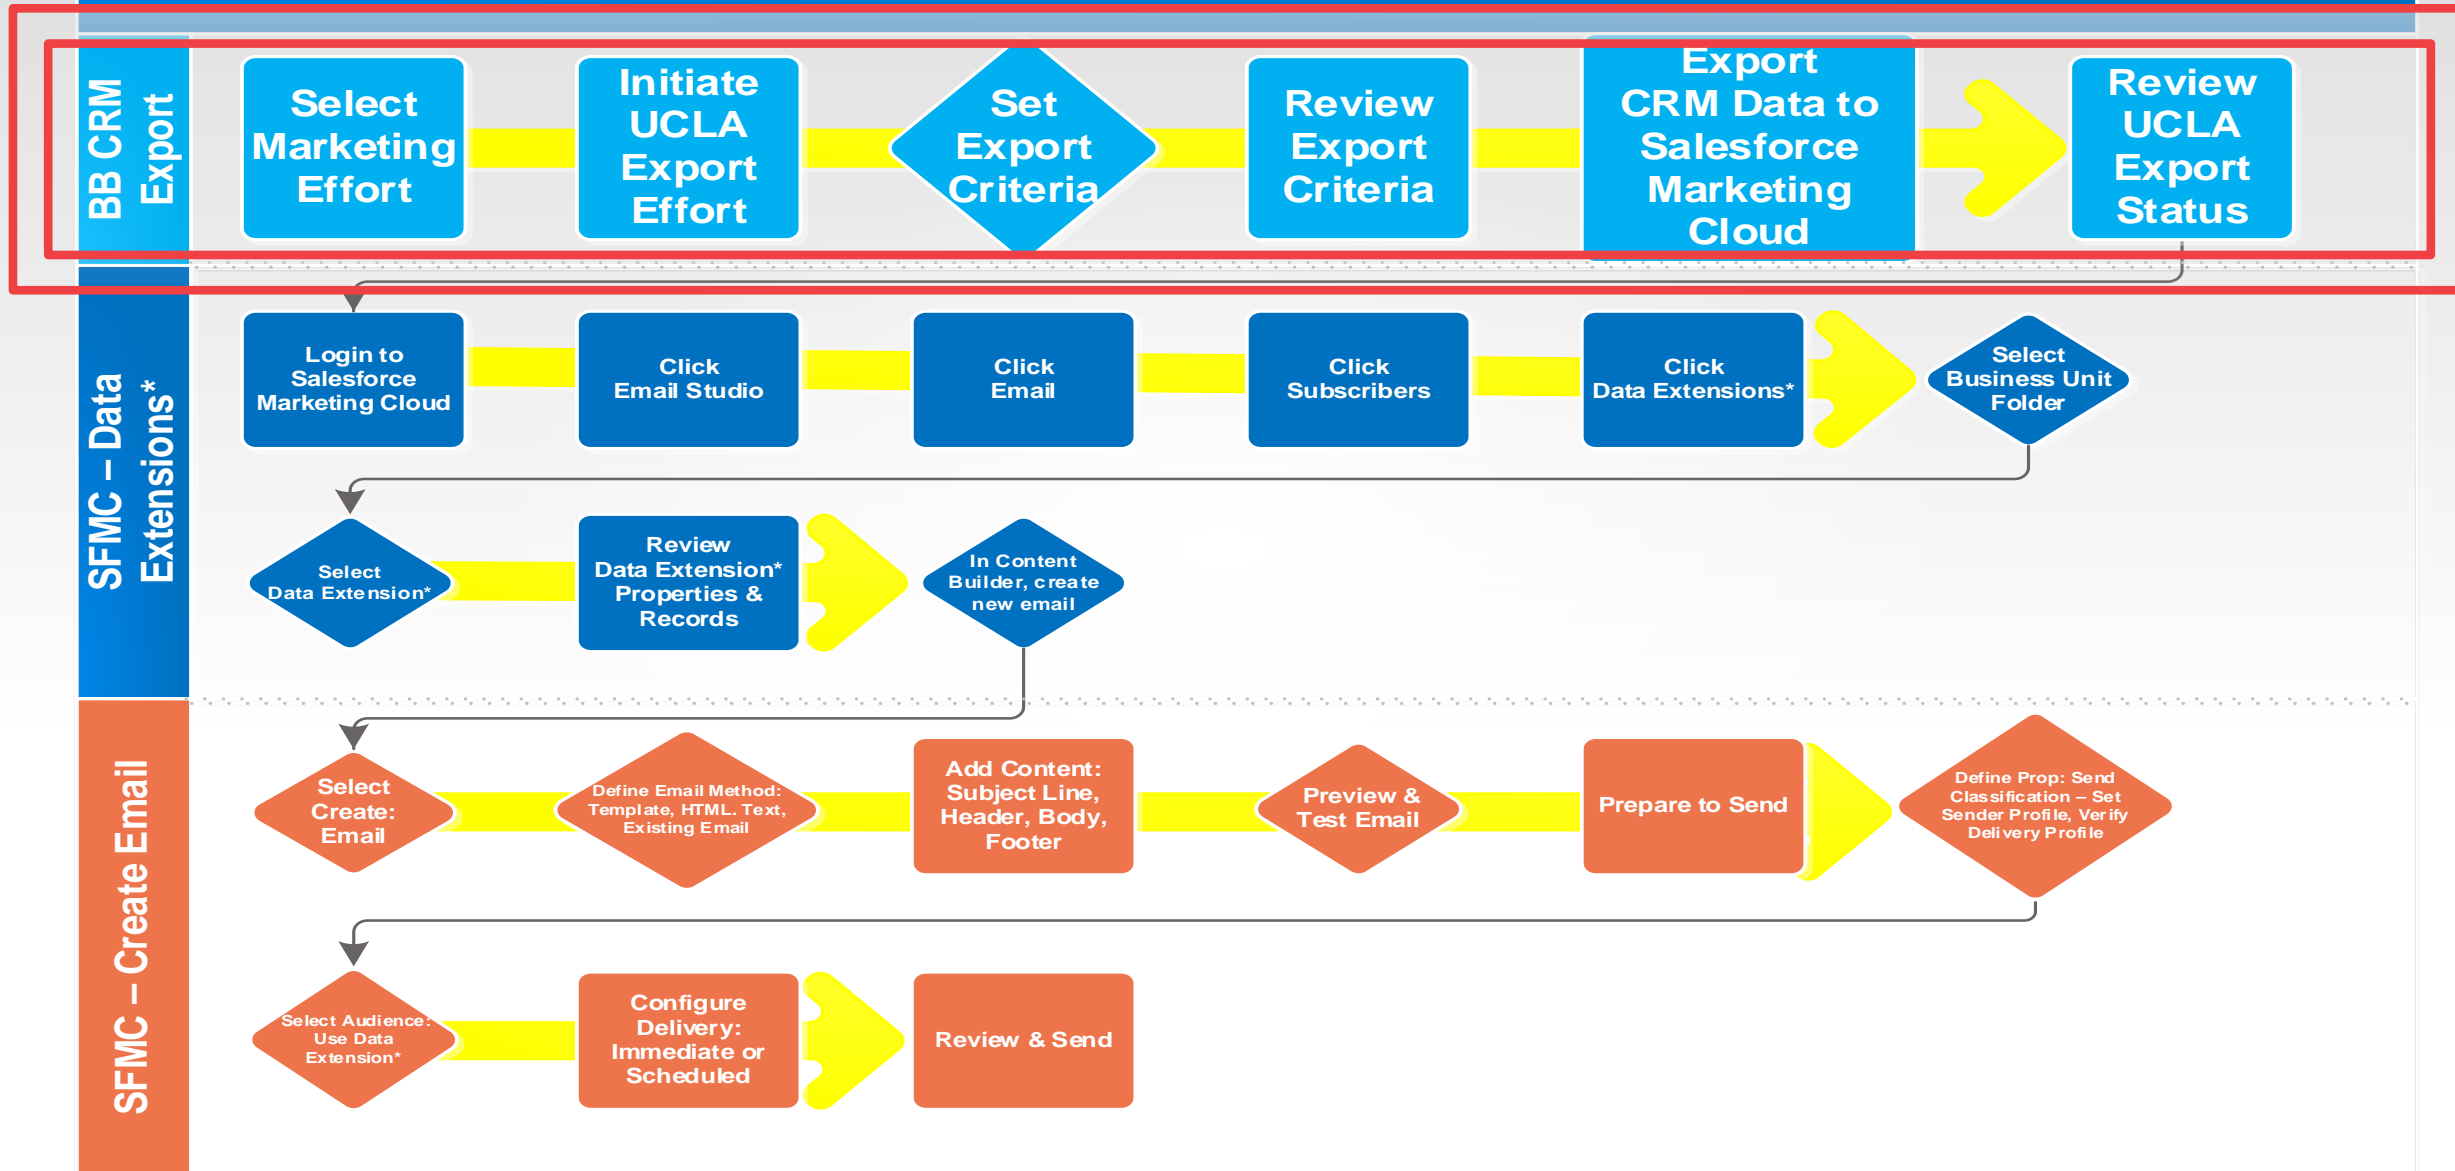 BB CRM
Export
Select
Marketing
Effort
Initiate
UCLA
Export
Effort
Set
Export
Criteria
Review
Export
Criteria
Export
CRM Data to
Salesforce
Marketing
Cloud
Review
UCLA
Export
Status
SFMC – Data
Extensions*
Login to
Salesforce
Marketing Cloud
Click
Email Studio
Click
Email
Click
Subscribers
Click
Data Extensions*
Select
Business Unit
Folder
Select
Data Extension*
Review
Data Extension*
Properties &
Records
In Content
Builder, create
new email
SFMC – Create Email
Select
Create:
Email
Define Email Method:
Template, HTML. Text,
Existing Email
Add Content:
Subject Line,
Header, Body,
Footer
Preview &
Test Email
Prepare to Send
Define Prop: Send
Classification – Set
Sender Profile, Verify
Delivery Profile
Select Audience:
Use Data
Extension*
Configure
Delivery:
Immediate or
Scheduled
Review & Send